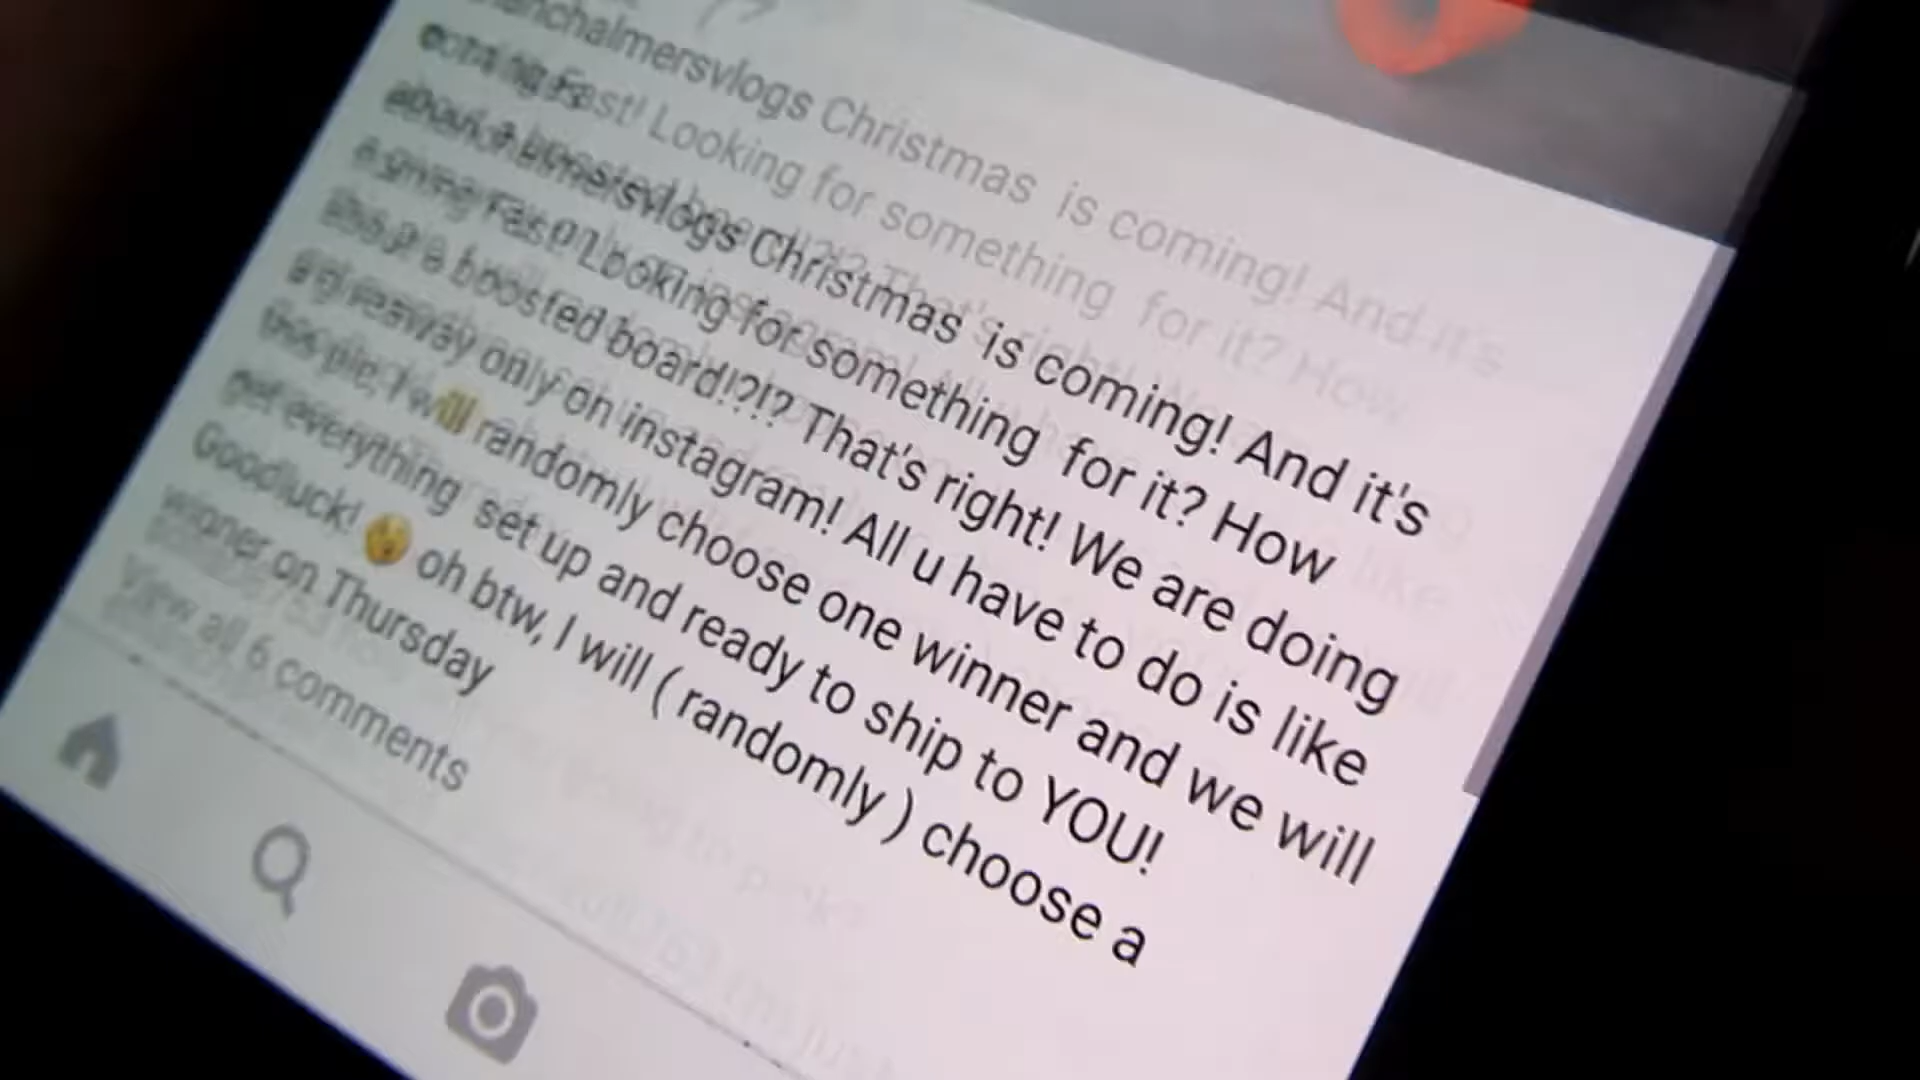 chalmersvlogs Christmas is coming! And it's
coming Fast! Looking for something for it? How
about a boosted board!?!? That's right! We are doing
a giveaway only on instagram! All u have to do is like
this pic, I will randomly choose one winner and we will
get everything set up and ready to ship to YOU!
Goodluck! 😉 oh btw, I will ( randomly ) choose a
winner on Thursday
View all 6 comments